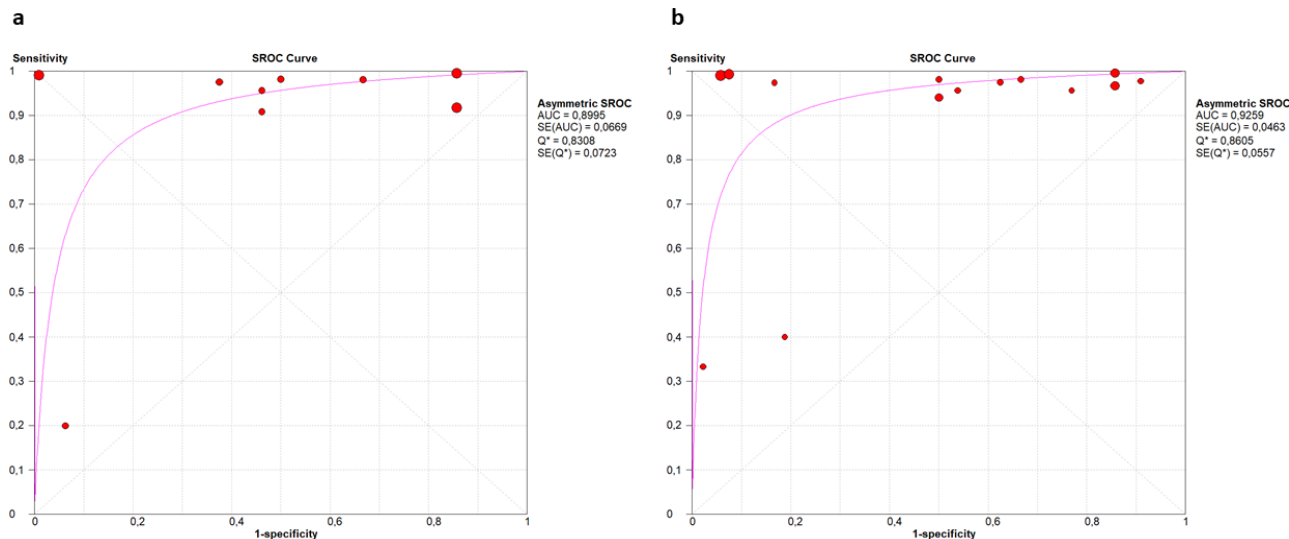 a
Sensitivity
SROC Curve
1
0,9
0,8
0,7
0,6
0,5
0,4
0,3
0,2
0,1
0
0
0,2
0,4
0,6
0,8
1
1-specificity
Asymmetric SROC
AUC = 0,8995
SE(AUC) = 0,0669
Q* = 0,8308
SE(Q*) = 0,0723
b
Sensitivity
SROC Curve
1
0,9
0,8
0,7
0,6
0,5
0,4
0,3
0,2
0,1
0
0
0,2
0,4
0,6
0,8
1
1-specificity
Asymmetric SROC
AUC = 0,9259
SE(AUC) = 0,0463
Q* = 0,8605
SE(Q*) = 0,0557